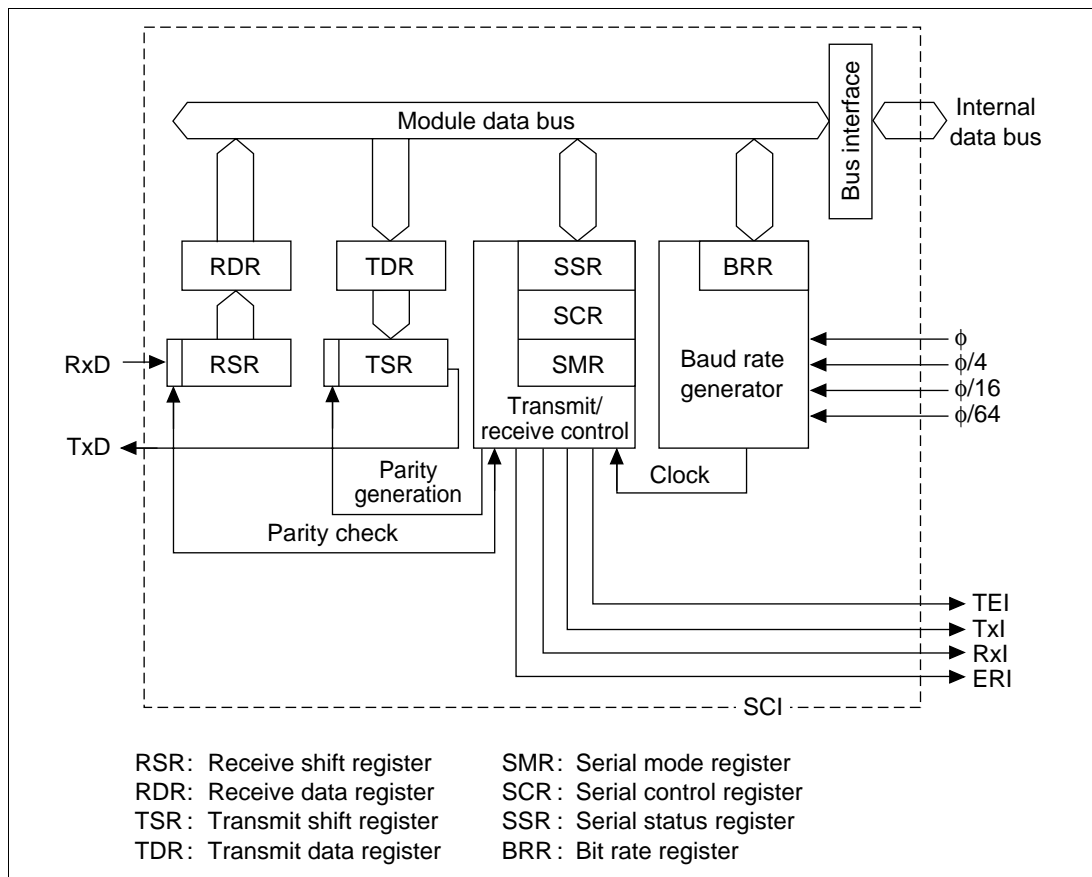 Module data bus
Bus interface
Internal
data bus
RDR
TDR
SSR
BRR
SCR
RxD
RSR
TSR
SMR
Baud rate
generator
ϕ
ϕ/4
ϕ/16
ϕ/64
Transmit/
receive control
TxD
Parity
generation
Clock
Parity check
TEI
TxI
RxI
ERI
SCI
RSR: Receive shift register
RDR: Receive data register
TSR: Transmit shift register
TDR: Transmit data register
SMR: Serial mode register
SCR: Serial control register
SSR: Serial status register
BRR: Bit rate register